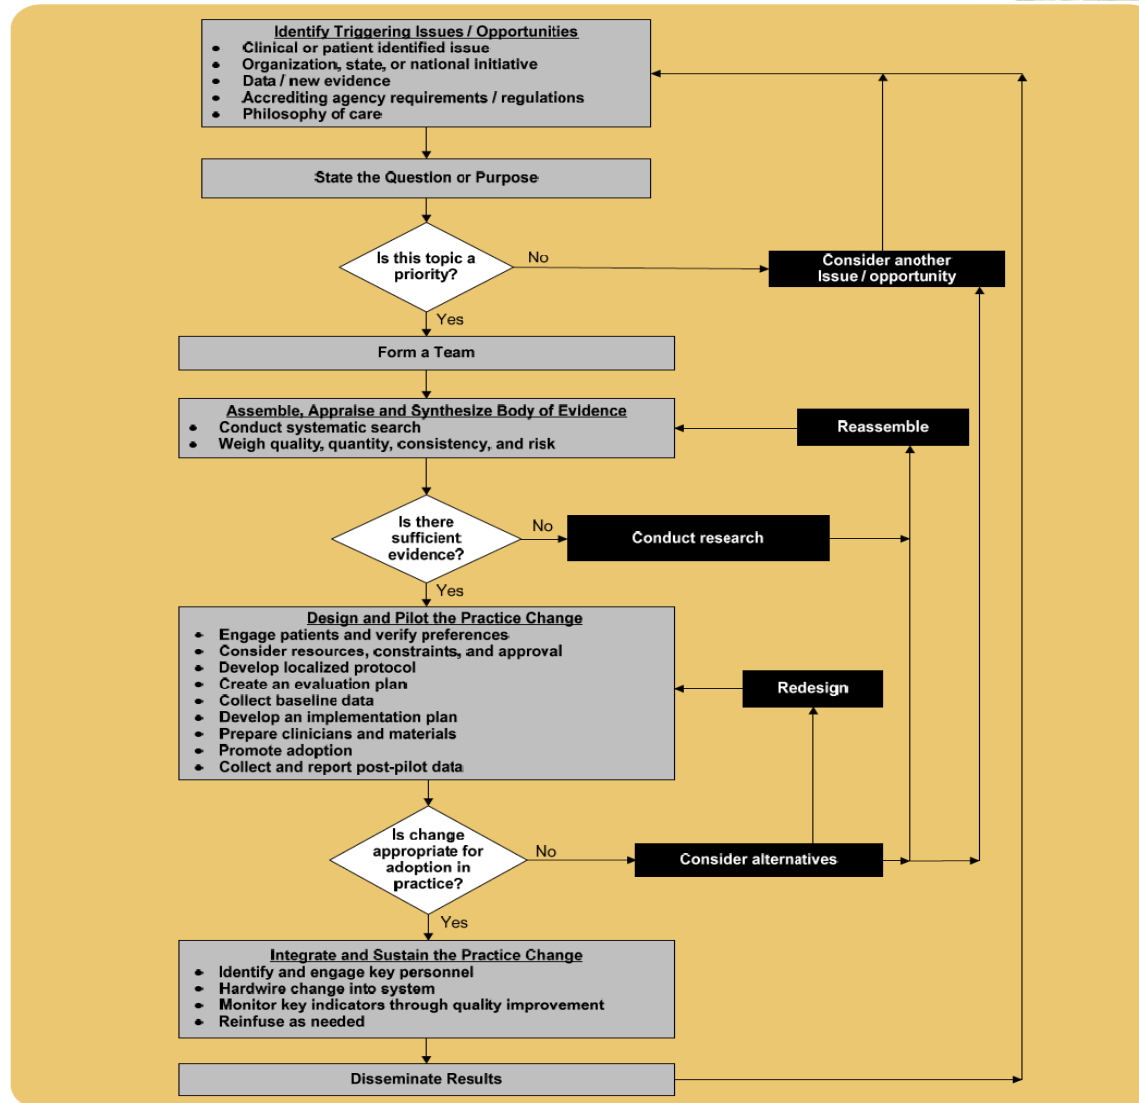 Identify Triggering Issues / Opportunities
• Clinical or patient identified issue
• Organization, state, or national initiative
• Data / new evidence
• Accrediting agency requirements / regulations
• Philosophy of care
State the Question or Purpose
Is this topic a
priority?
No
Consider another
Issue / opportunity
Yes
Form a Team
Assemble, Appraise and Synthesize Body of Evidence
• Conduct systematic search
• Weigh quality, quantity, consistency, and risk
Reassemble
Is there
sufficient
evidence?
No
Conduct research
Yes
Design and Pilot the Practice Change
• Engage patients and verify preferences
• Consider resources, constraints, and approval
• Develop localized protocol
• Create an evaluation plan
• Collect baseline data
• Develop an implementation plan
• Prepare clinicians and materials
• Promote adoption
• Collect and report post-pilot data
Redesign
Is change
appropriate for
adoption in
practice?
No
Consider alternatives
Yes
Integrate and Sustain the Practice Change
• Identify and engage key personnel
• Hardwire change into system
• Monitor key indicators through quality improvement
• Reinfuse as needed
Disseminate Results